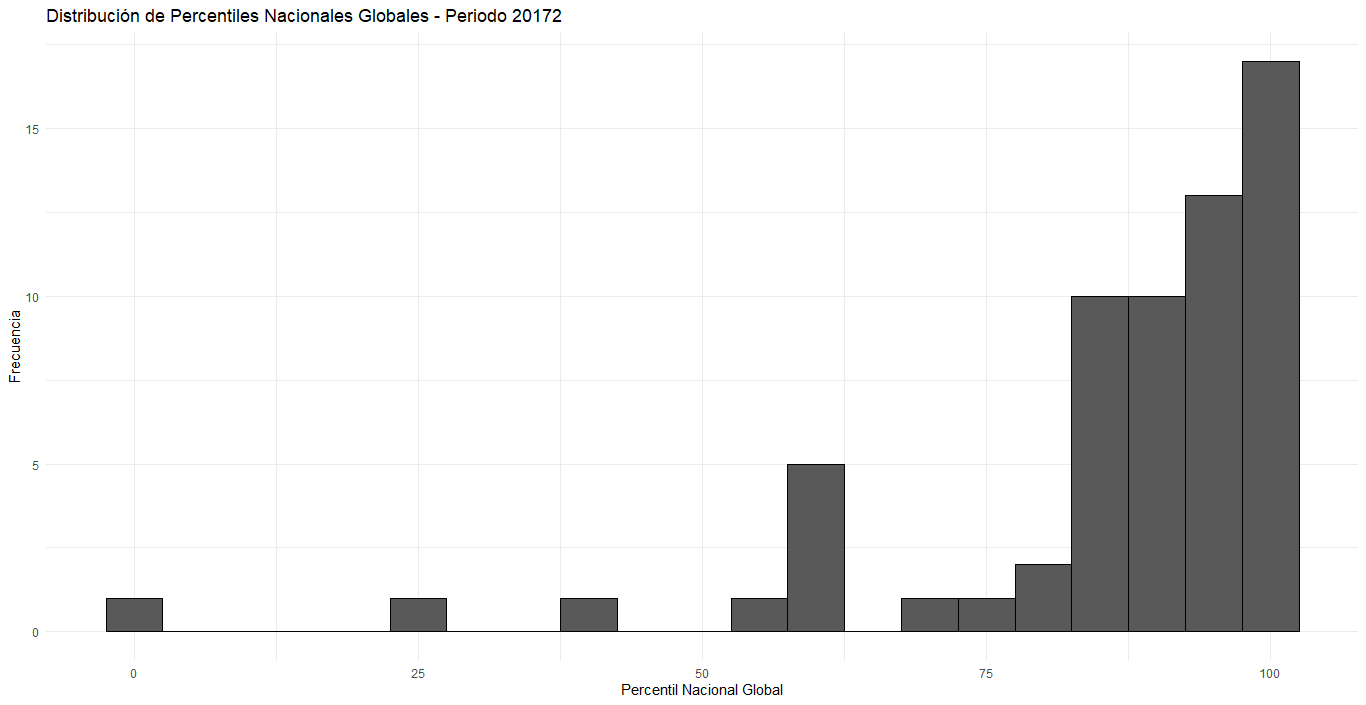 Distribución de Percentiles Nacionales Globales - Periodo 20172
Frecuencia
15
10
5
0
0 25 50 75 100
Percentil Nacional Global